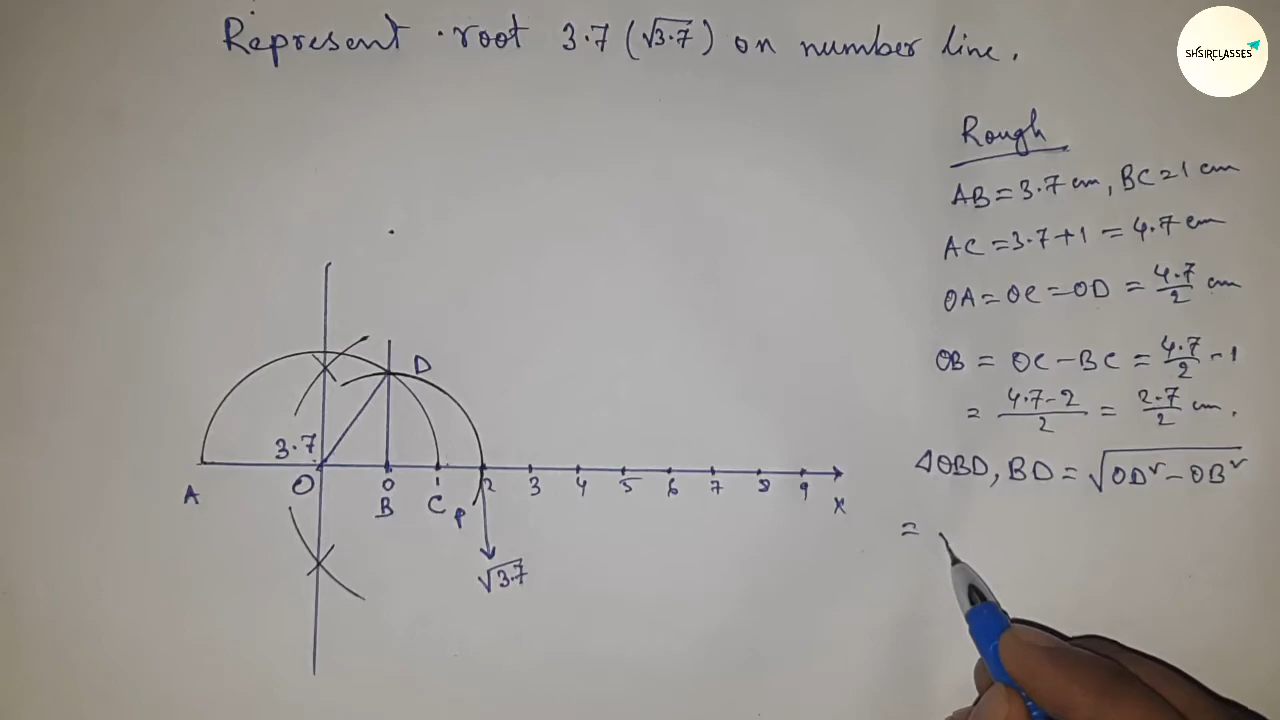 Represent root 3.7 (√3.7) on number line.
SHSIRCLASSES
Rough
AB = 3.7 cm, BC = 1 cm
AC = 3.7 + 1 = 4.7 cm
OA = OC = OD = 4.7/2 cm
OB = OC - BC = 4.7/2 - 1
= 4.7-2/2 = 2.7/2 cm.
△OBD, BD = √OD² - OB²
=
D
3.7
A O 0 1 2 3 4 5 6 7 8 9 X
B C P
√3.7